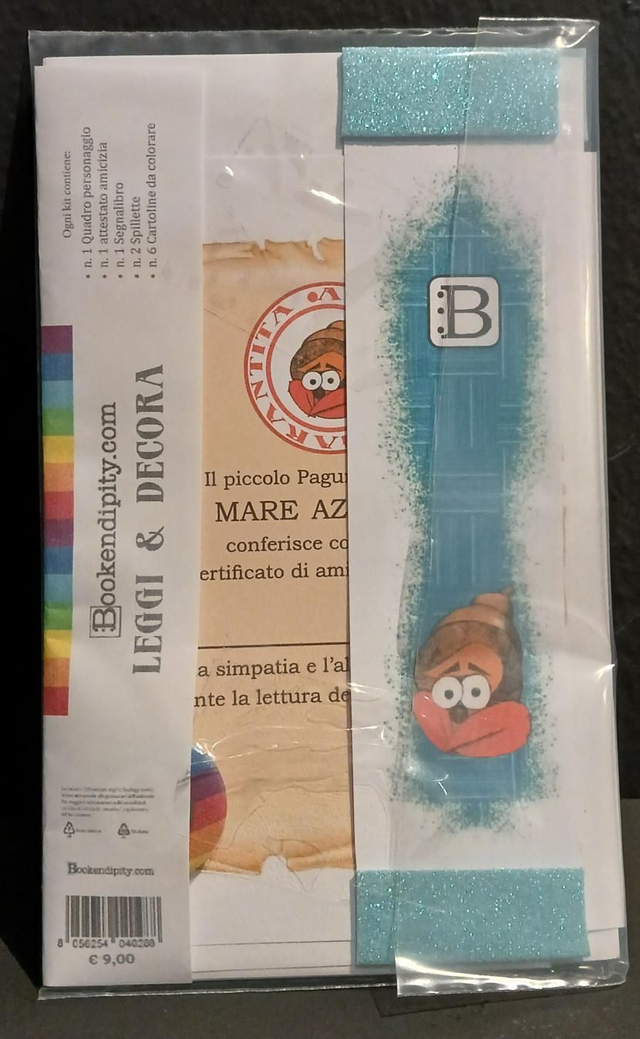 Ogni kit contiene:
• n. 1 Quadro personaggio
• n. 1 attestato amicizia
• n. 1 Segnalibro
• n. 2 Spillette
• n. 6 Cartoline da colorare
Bookendipity.com
LEGGI & DECORA
Bookendipity.com
8 056254 040286
€ 9,00
Il piccolo Pagu
MARE AZ
conferisce co
ertificato di ami
a simpatia e l'al
nte la lettura de
:B